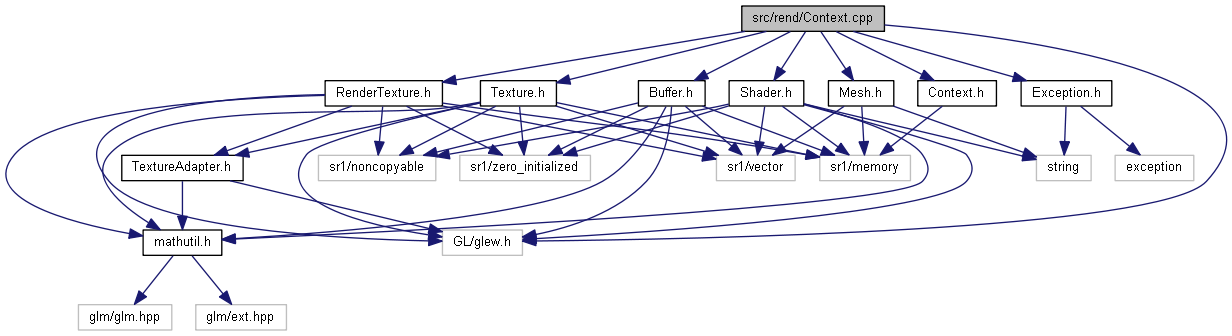 src/rend/Context.cpp
RenderTexture.h
Texture.h
Buffer.h
Shader.h
Mesh.h
Context.h
Exception.h
TextureAdapter.h
sr1/noncopyable
sr1/zero_initialized
sr1/vector
sr1/memory
string
exception
mathutil.h
GL/glew.h
glm/glm.hpp
glm/ext.hpp